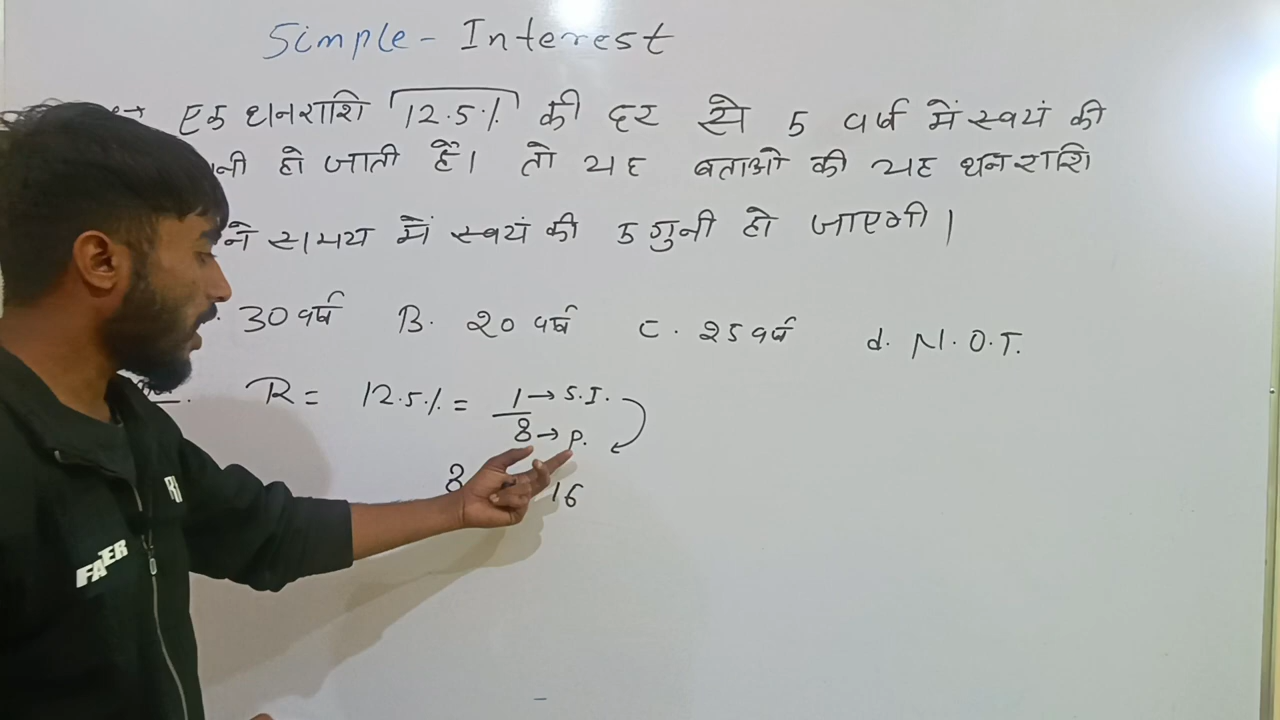 Simple - Interest
एक धनराशि 12.5% की दर से 5 वर्ष में स्वयं की
हो जाती हैं। तो यह बताओ की यह धनराशि
समय में स्वयं की 5 गुनी हो जाएगी।
30 वर्ष B. 20 वर्ष C. 25 वर्ष d. N.O.T.
R = 12.5% = 1/8 → S.I. → P.
8 16
FAZER